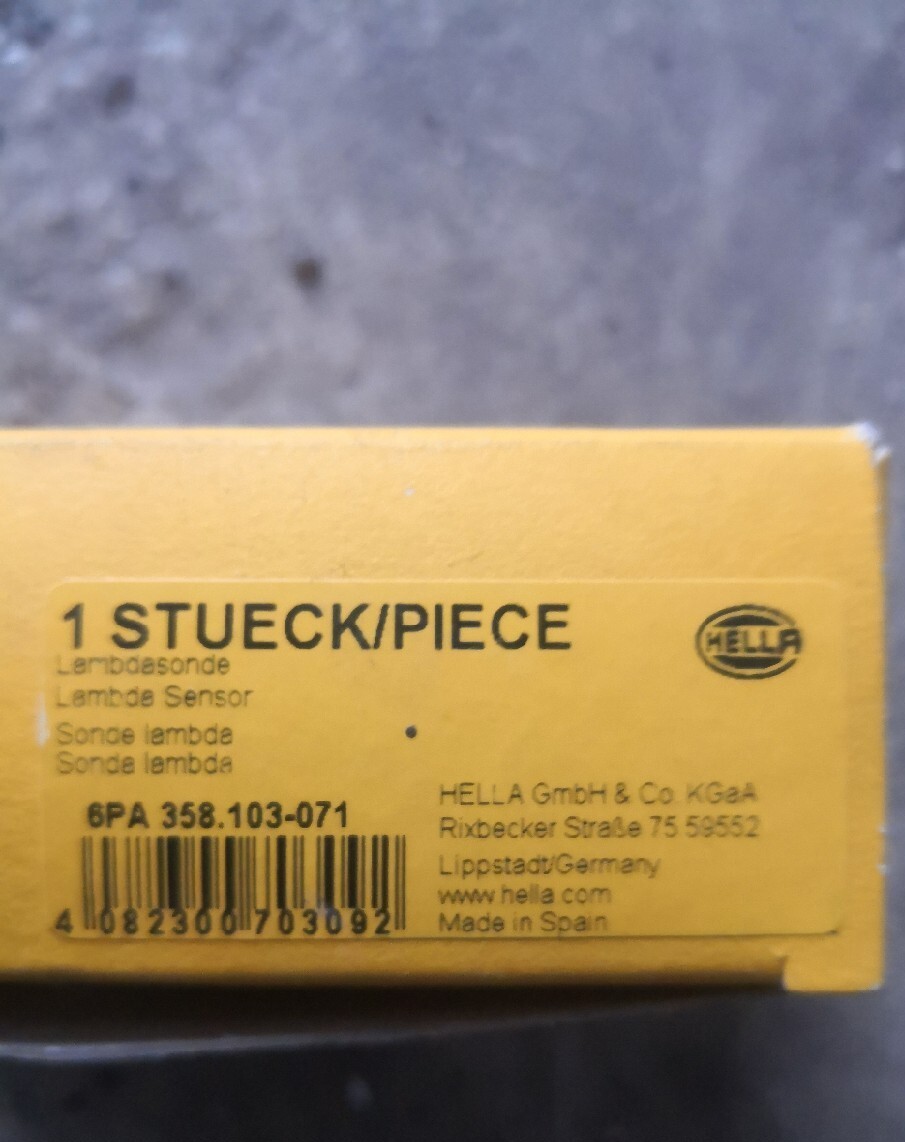 1 STUECK/PIECE
HELLA
Lambdasonde
Lambda Sensor
Sonde lambda
Sonda lambda
6PA 358.103-071
4 082300 703092
HELLA GmbH & Co. KGaA
Rixbecker Straße 75 59552
Lippstadt/Germany
www.hella.com
Made in Spain